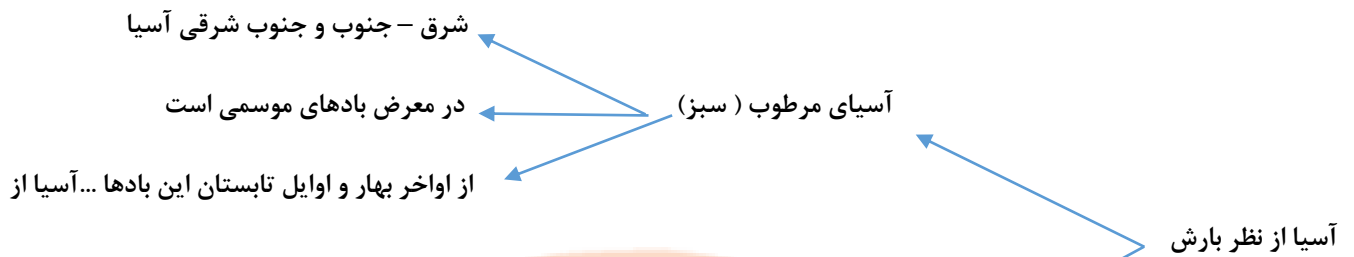 شرق – جنوب و جنوب شرقی آسیا
آسیای مرطوب ( سبز)
در معرض بادهای موسمی است
از اواخر بهار و اوایل تابستان این بادها ...آسیا از
آسیا از نظر بارش